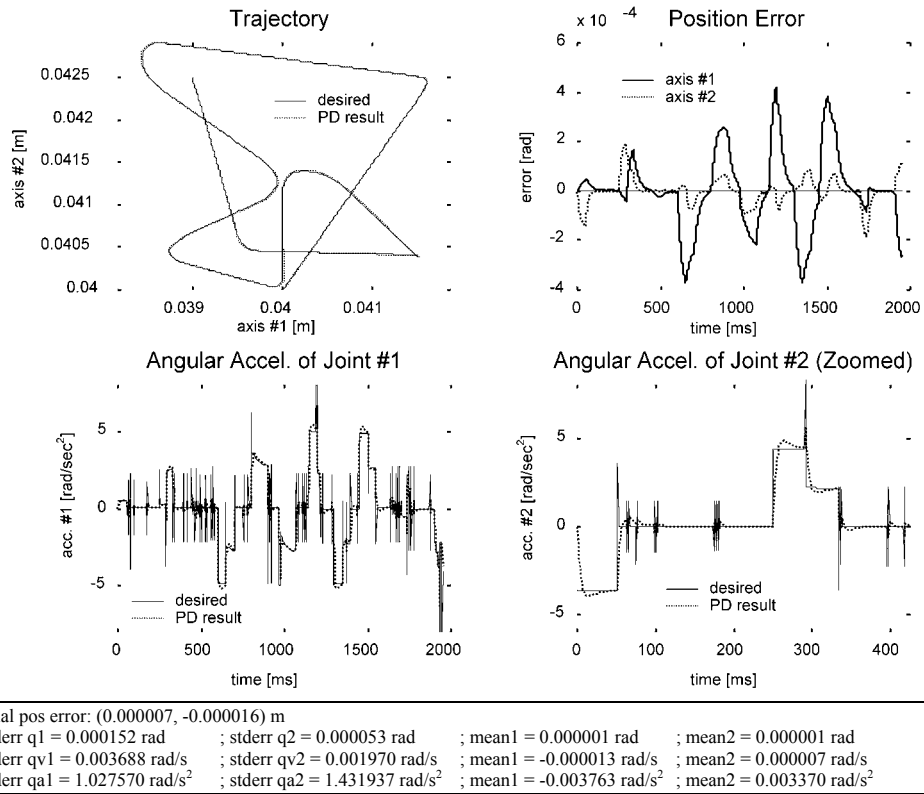 Trajectory
0.0425
0.042
0.0415
0.041
0.0405
0.04
axis #2 [m]
desired
PD result
0.039 0.04 0.041
axis #1 [m]
Position Error
x 10 -4
6
4
2
0
-2
-4
error [rad]
axis #1
axis #2
0 500 1000 1500 2000
time [ms]
Angular Accel. of Joint #1
5
0
-5
acc. #1 [rad/sec²]
desired
PD result
0 500 1000 1500 2000
time [ms]
Angular Accel. of Joint #2 (Zoomed)
5
0
-5
acc. #2 [rad/sec²]
desired
PD result
0 100 200 300 400
time [ms]
al pos error: (0.000007, -0.000016) m
derr q1 = 0.000152 rad ; stderr q2 = 0.000053 rad ; mean1 = 0.000001 rad ; mean2 = 0.000001 rad
derr qv1 = 0.003688 rad/s ; stderr qv2 = 0.001970 rad/s ; mean1 = -0.000013 rad/s ; mean2 = 0.000007 rad/s
derr qa1 = 1.027570 rad/s² ; stderr qa2 = 1.431937 rad/s² ; mean1 = -0.003763 rad/s² ; mean2 = 0.003370 rad/s²